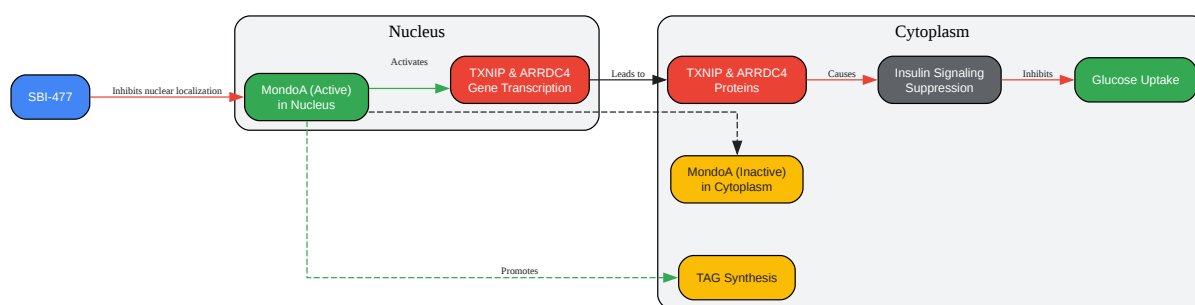 Nucleus
Cytoplasm
SBI-477
Inhibits nuclear localization
MondoA (Active)
in Nucleus
Activates
TXNIP & ARRDC4
Gene Transcription
Leads to
TXNIP & ARRDC4
Proteins
Causes
Insulin Signaling
Suppression
Inhibits
Glucose Uptake
MondoA (Inactive)
in Cytoplasm
Promotes
TAG Synthesis